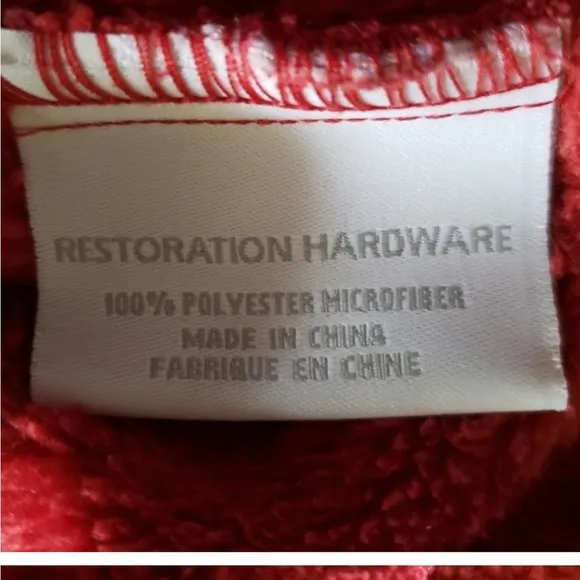 RESTORATION HARDWARE
100% POLYESTER MICROFIBER
MADE IN CHINA
FABRIQUE EN CHINE